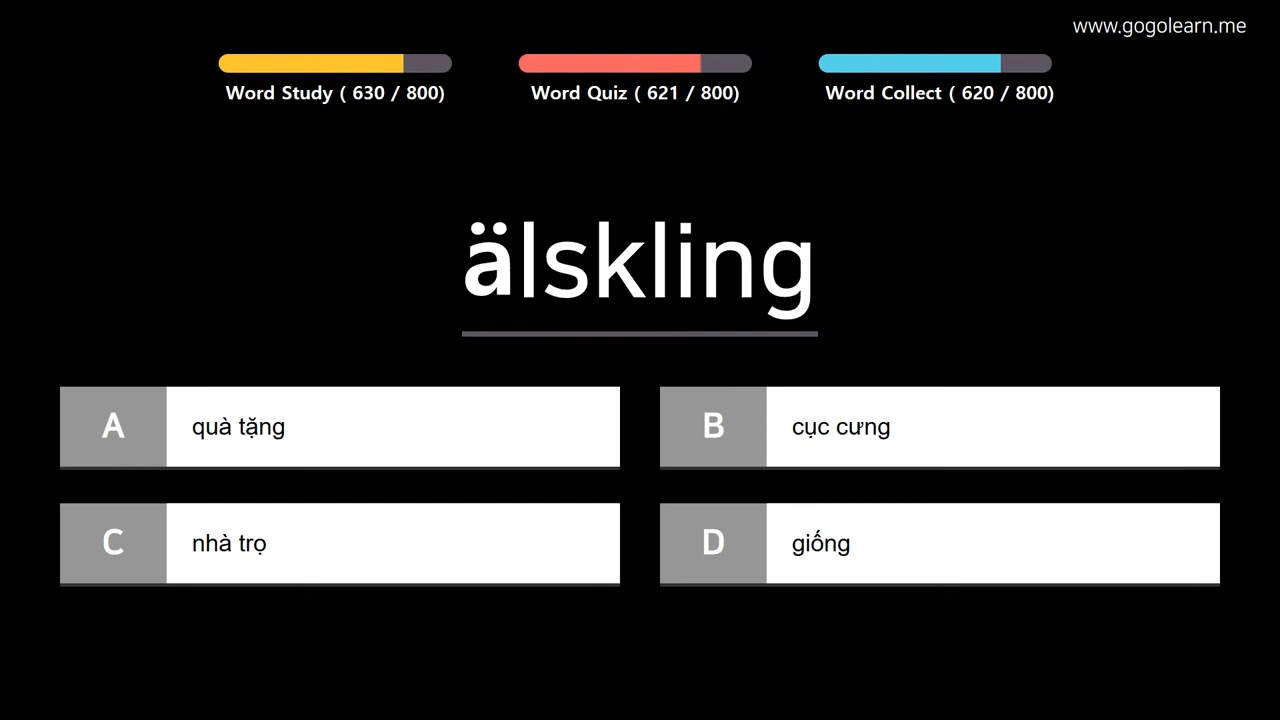 www.gogolearn.me
Word Study ( 630 / 800)
Word Quiz ( 621 / 800)
Word Collect ( 620 / 800)
älskling
A quà tặng
B cục cưng
C nhà trọ
D giống